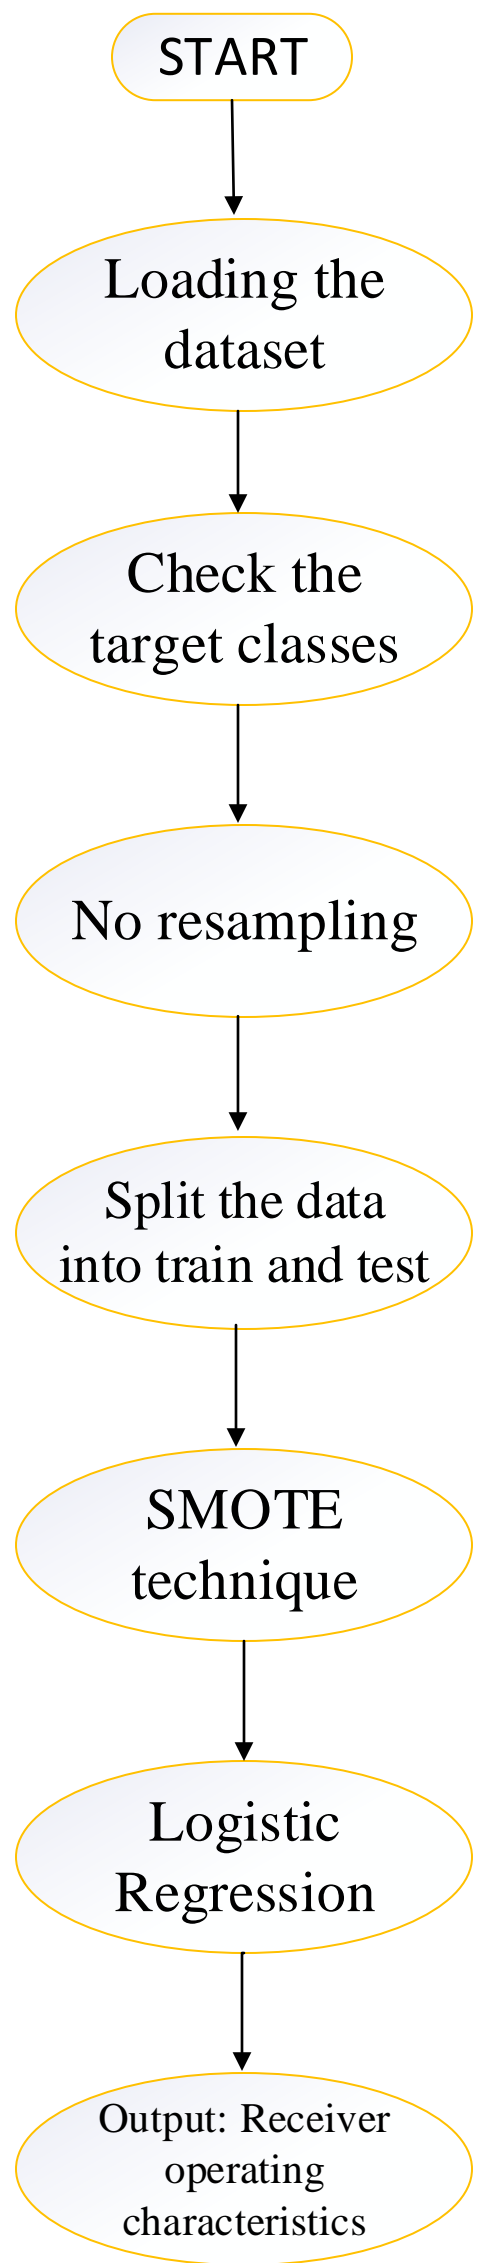 START
Loading the
dataset
Check the
target classes
No resampling
Split the data
into train and test
SMOTE
technique
Logistic
Regression
Output: Receiver
operating
characteristics